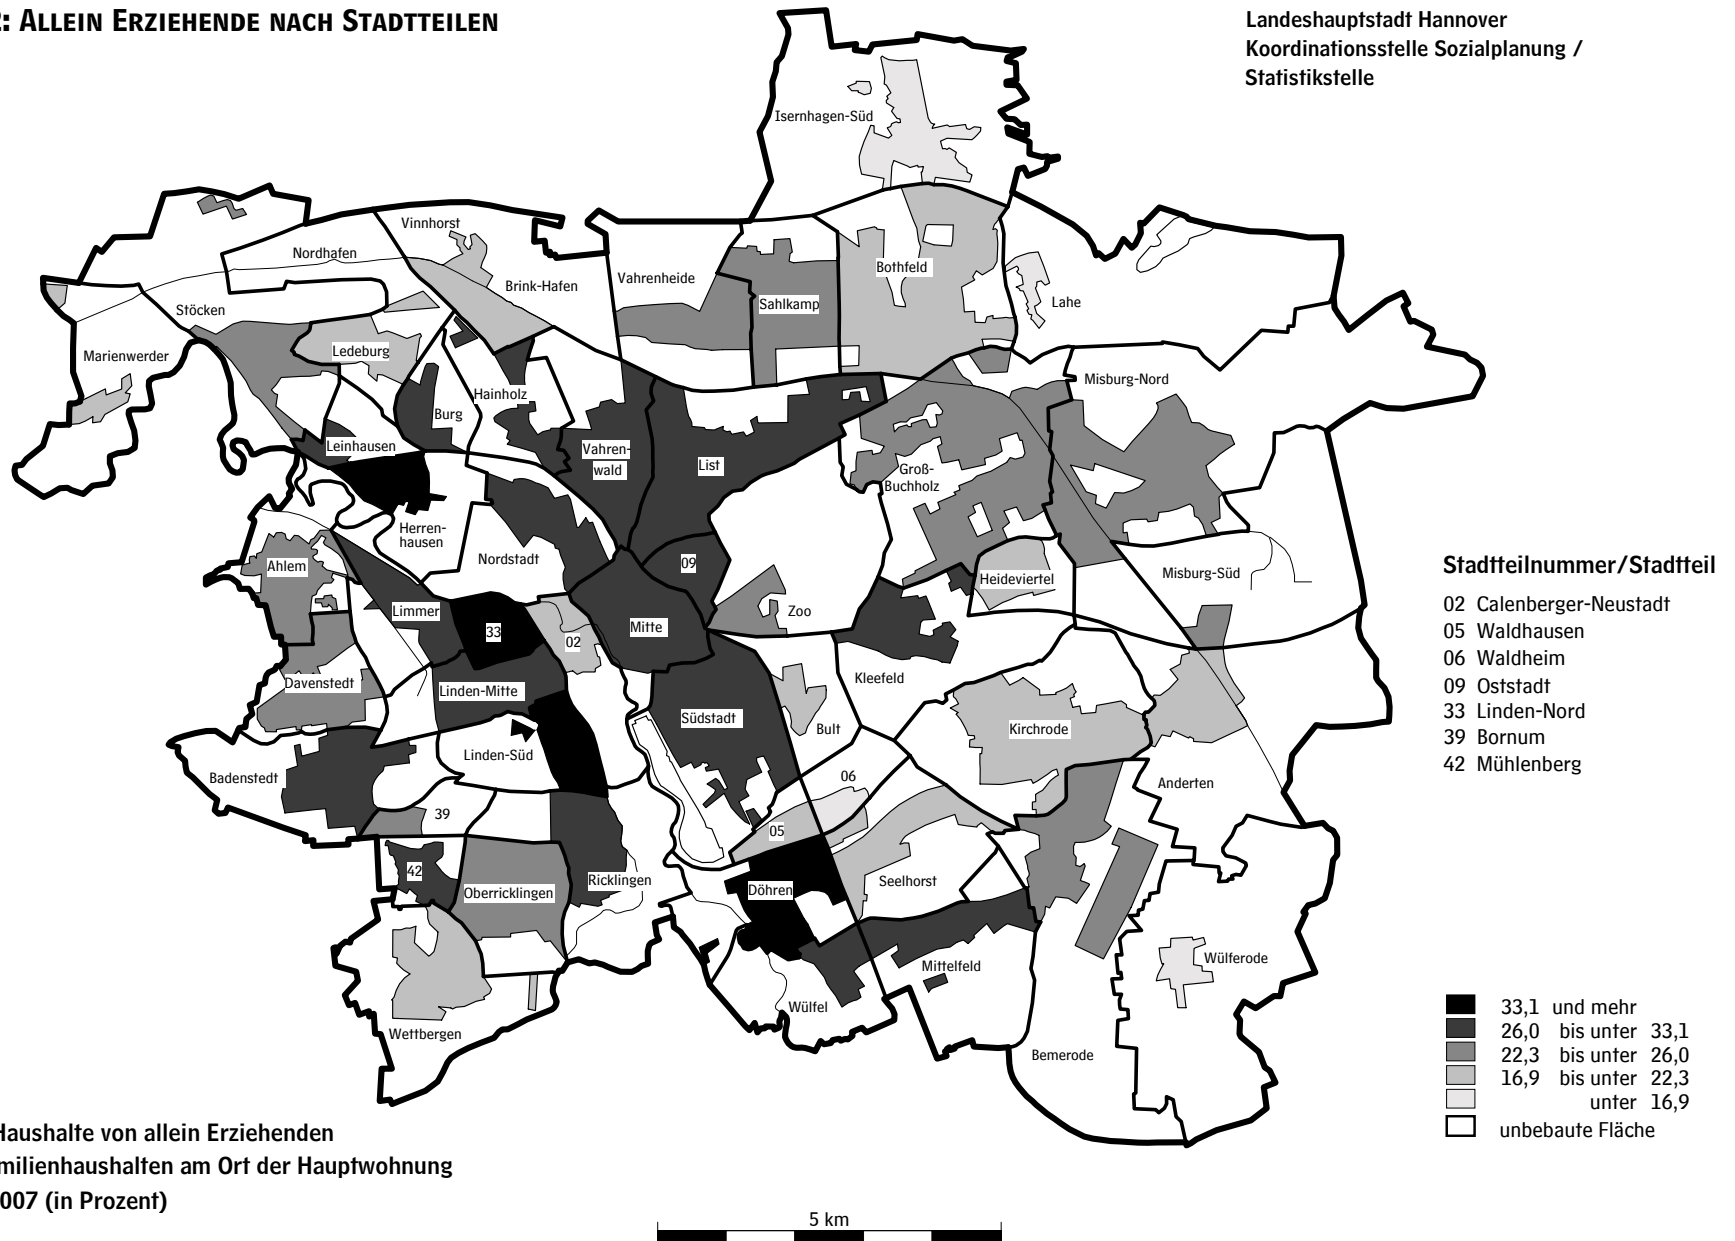 : ALLEIN ERZIEHENDE NACH STADTTEILEN
Landeshauptstadt Hannover
Koordinationsstelle Sozialplanung /
Statistikstelle
Isernhagen-Süd
Vinnhorst
Nordhafen
Brink-Hafen
Vahrenheide
Bothfeld
Sahlkamp
Lahe
Stöcken
Marienwerder
Ledeburg
Misburg-Nord
Hainholz
Burg
Leinhausen
Vahren-
wald
List
Groß-
Buchholz
Herren-
hausen
Nordstadt
Ahlem
09
Heideviertel
Misburg-Süd
Limmer
33
02
Mitte
Zoo
Davenstedt
Linden-Mitte
Kleefeld
Südstadt
Bult
Kirchrode
Linden-Süd
Badenstedt
06
Anderten
39
05
42
Oberricklingen
Ricklingen
Döhren
Seelhorst
Mittelfeld
Wülferode
Wülfel
Wettbergen
Bemerode
Stadtteilnummer/Stadtteil
02 Calenberger-Neustadt
05 Waldhausen
06 Waldheim
09 Oststadt
33 Linden-Nord
39 Bornum
42 Mühlenberg
33,1 und mehr
26,0 bis unter 33,1
22,3 bis unter 26,0
16,9 bis unter 22,3
unter 16,9
unbebaute Fläche
Haushalte von allein Erziehenden
milienhaushalten am Ort der Hauptwohnung
007 (in Prozent)
5 km